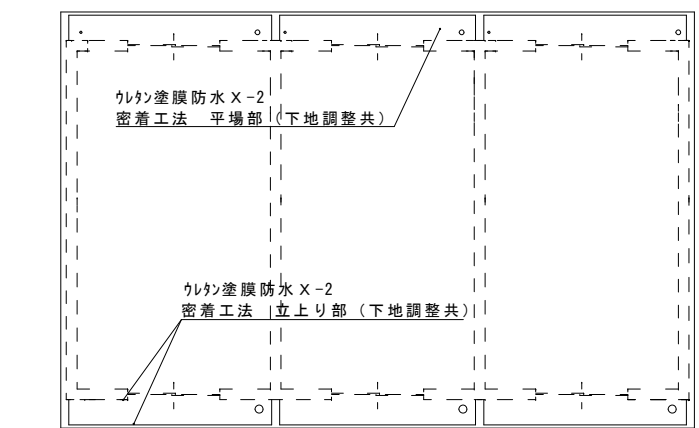 ｳﾚﾀﾝ塗膜防水Ｘ-2
密着工法　平場部（下地調整共）
ｳﾚﾀﾝ塗膜防水Ｘ-2
密着工法　立上り部（下地調整共）